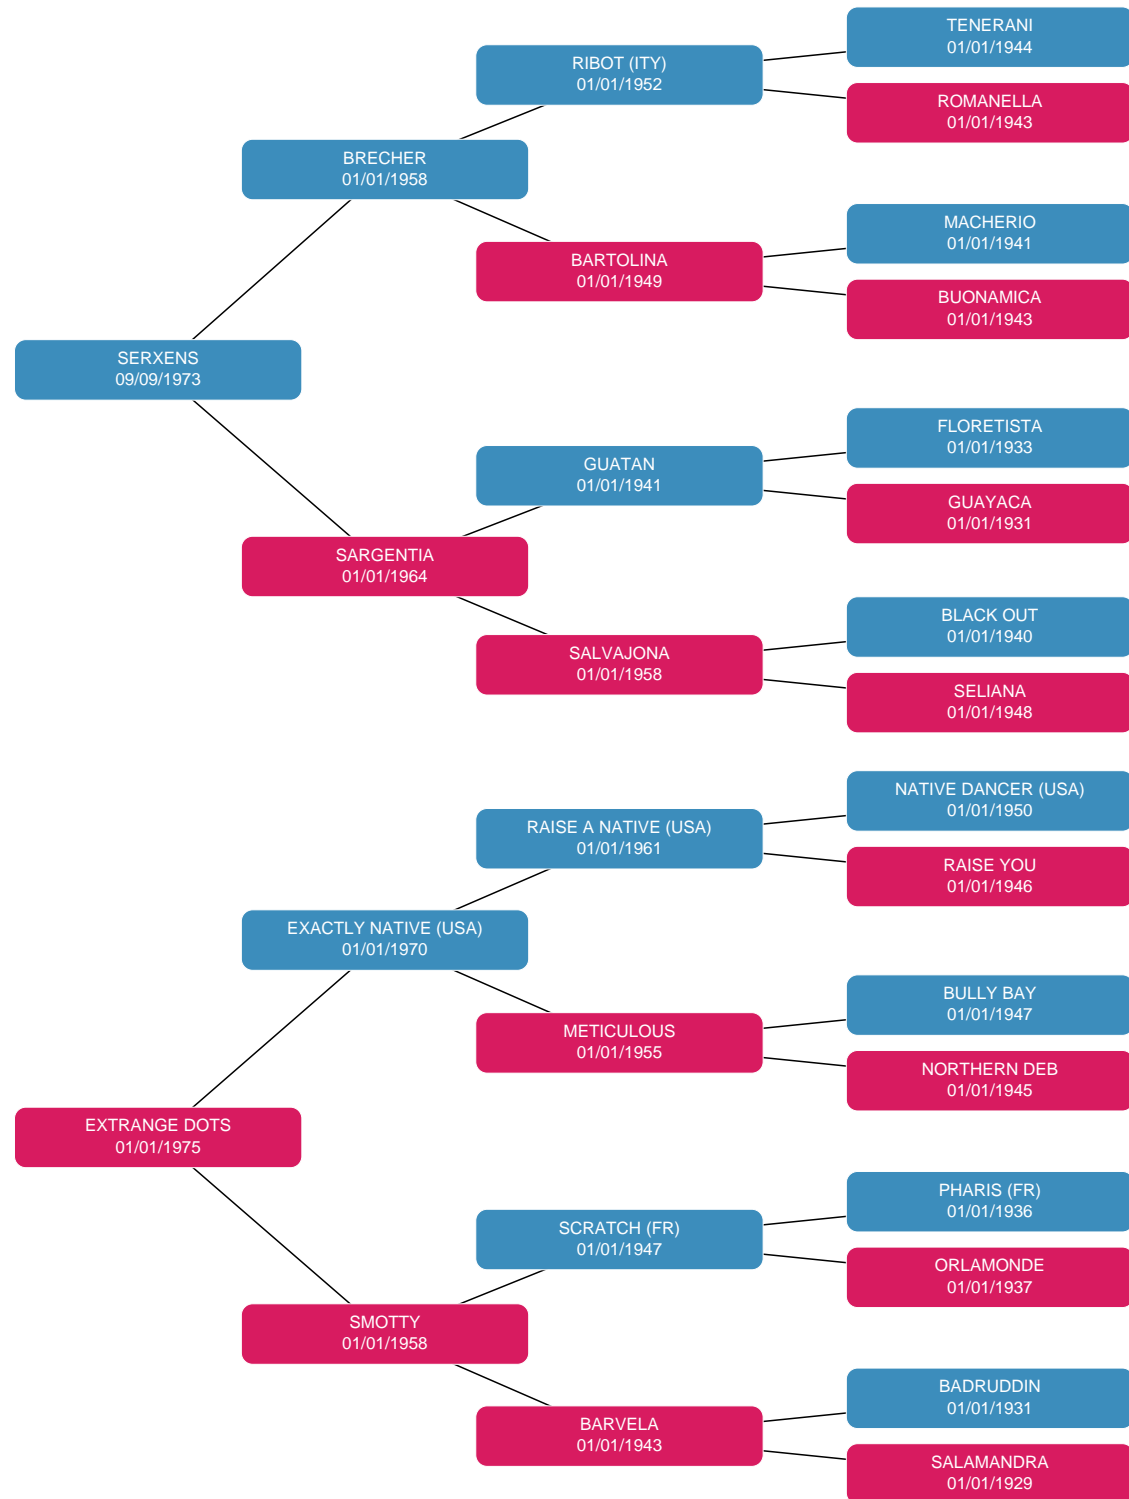 TENERANI
01/01/1944
RIBOT (ITY)
01/01/1952
ROMANELLA
01/01/1943
BRECHER
01/01/1958
MACHERIO
01/01/1941
BARTOLINA
01/01/1949
BUONAMICA
01/01/1943
SERXENS
09/09/1973
FLORETISTA
01/01/1933
GUATAN
01/01/1941
GUAYACA
01/01/1931
SARGENTIA
01/01/1964
BLACK OUT
01/01/1940
SALVAJONA
01/01/1958
SELIANA
01/01/1948
NATIVE DANCER (USA)
01/01/1950
RAISE A NATIVE (USA)
01/01/1961
RAISE YOU
01/01/1946
EXACTLY NATIVE (USA)
01/01/1970
BULLY BAY
01/01/1947
METICULOUS
01/01/1955
NORTHERN DEB
01/01/1945
EXTRANGE DOTS
01/01/1975
PHARIS (FR)
01/01/1936
SCRATCH (FR)
01/01/1947
ORLAMONDE
01/01/1937
SMOTTY
01/01/1958
BADRUDDIN
01/01/1931
BARVELA
01/01/1943
SALAMANDRA
01/01/1929